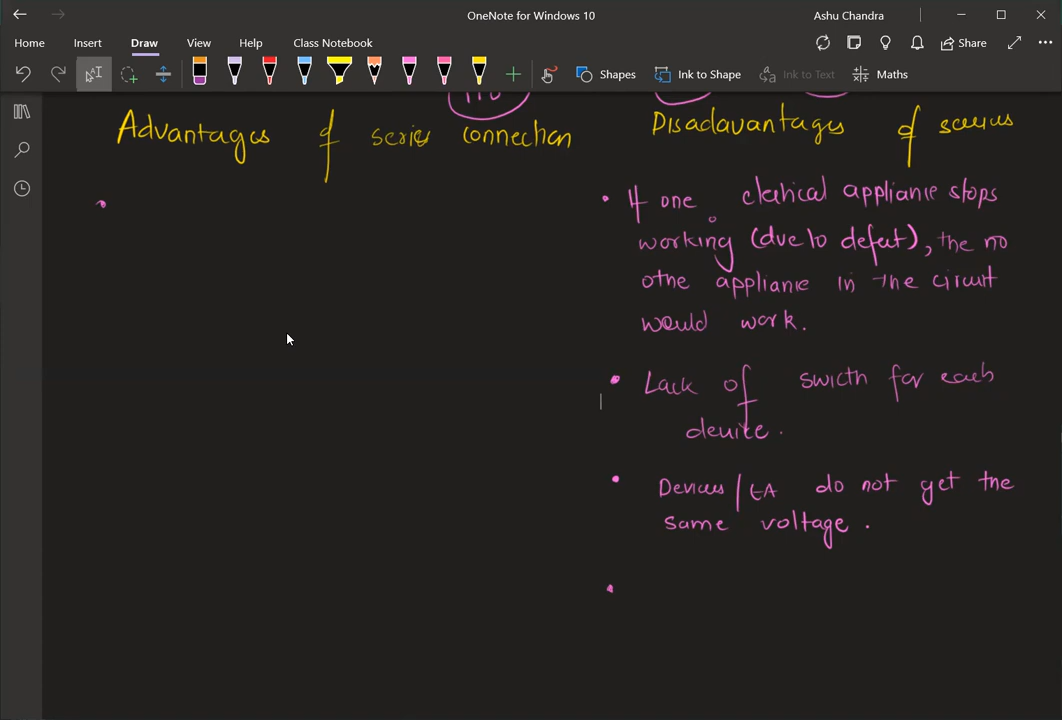 OneNote for Windows 10
Ashu Chandra
Home Insert Draw View Help Class Notebook
Share
Shapes Ink to Shape Ink to Text Maths
Advantages of series connection
Disadavantages of series
If one electrical appliance stops
working (due to defect), the no
othe appliance in the circuit
would work.
Lack of swicth for each
device.
Devices / EA do not get the
same voltage.